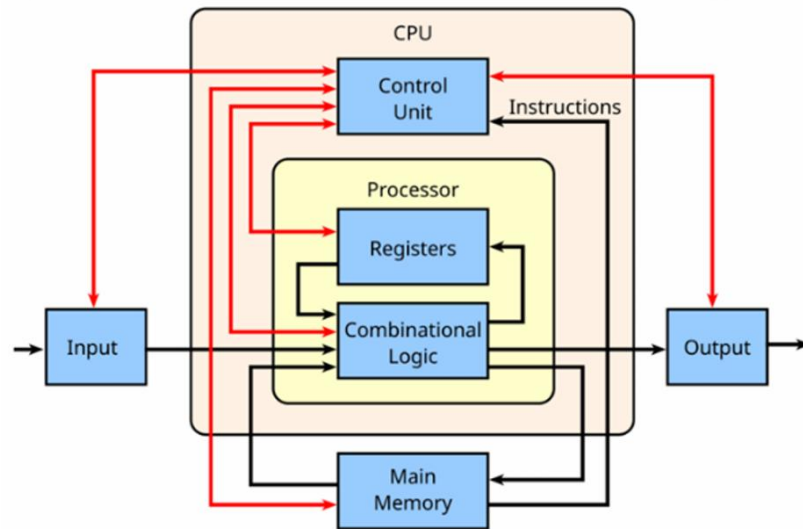 CPU
Control
Unit
Instructions
Processor
Registers
Combinational
Logic
Input
Output
Main
Memory